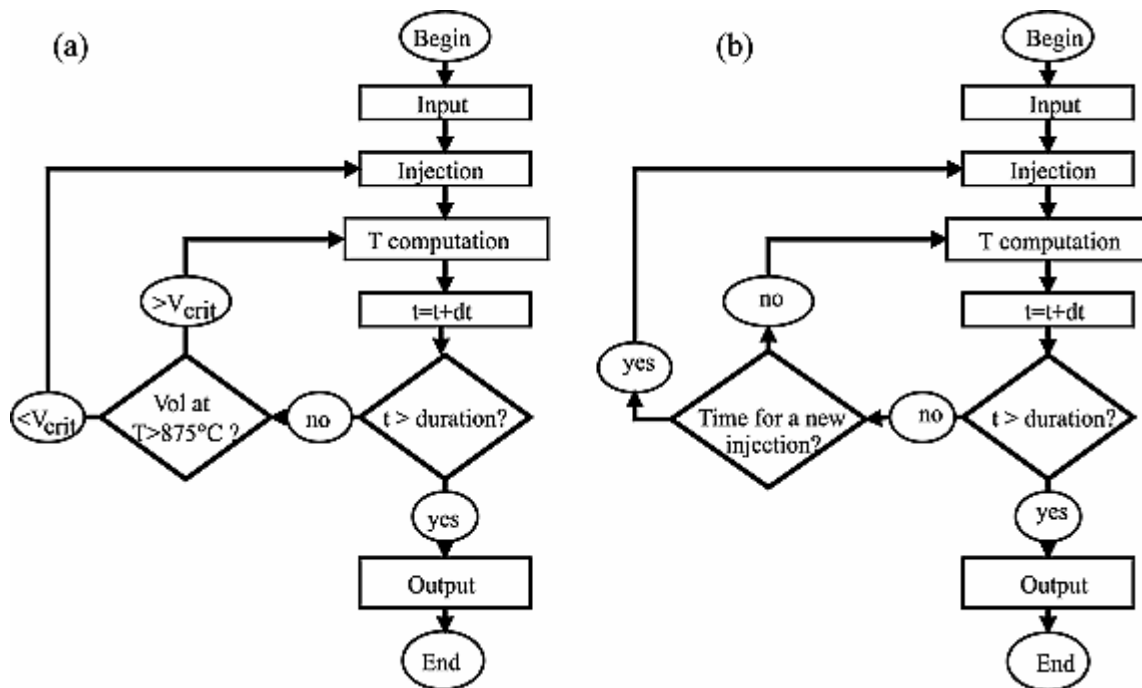 (a)
Begin
Input
Injection
T computation
>Vcrit
t=t+dt
<Vcrit
Vol at
T>875°C ?
no
t > duration?
yes
Output
End
(b)
Begin
Input
Injection
T computation
no
t=t+dt
yes
Time for a new
injection?
no
t > duration?
yes
Output
End